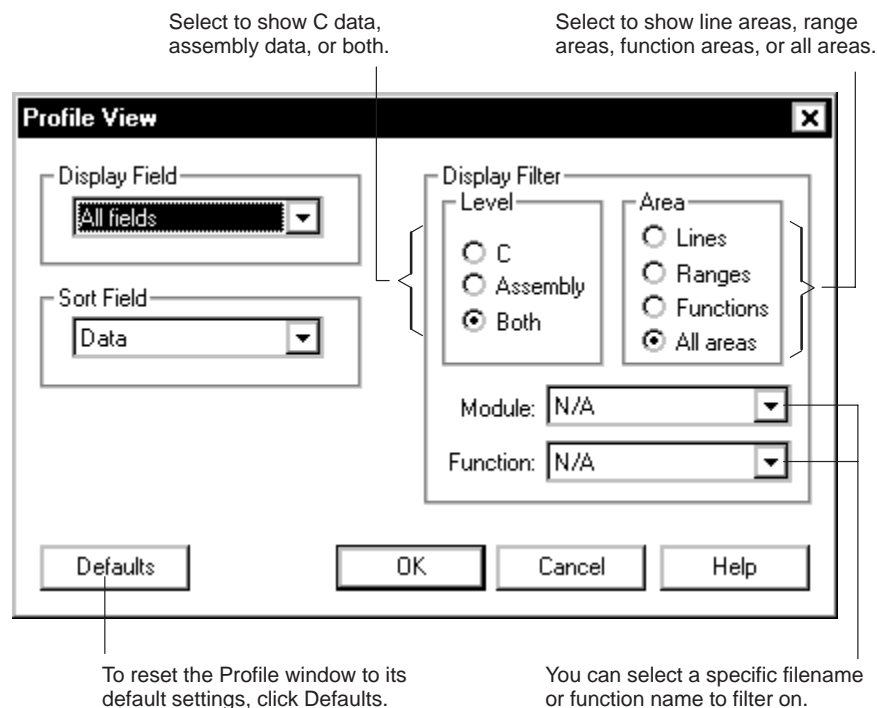 Select to show C data,
assembly data, or both.
Select to show line areas, range
areas, function areas, or all areas.
Profile View
Display Field
All fields
Sort Field
Data
Display Filter
Level
C
Assembly
Both
Area
Lines
Ranges
Functions
All areas
Module: N/A
Function: N/A
Defaults
OK
Cancel
Help
To reset the Profile window to its
default settings, click Defaults.
You can select a specific filename
or function name to filter on.